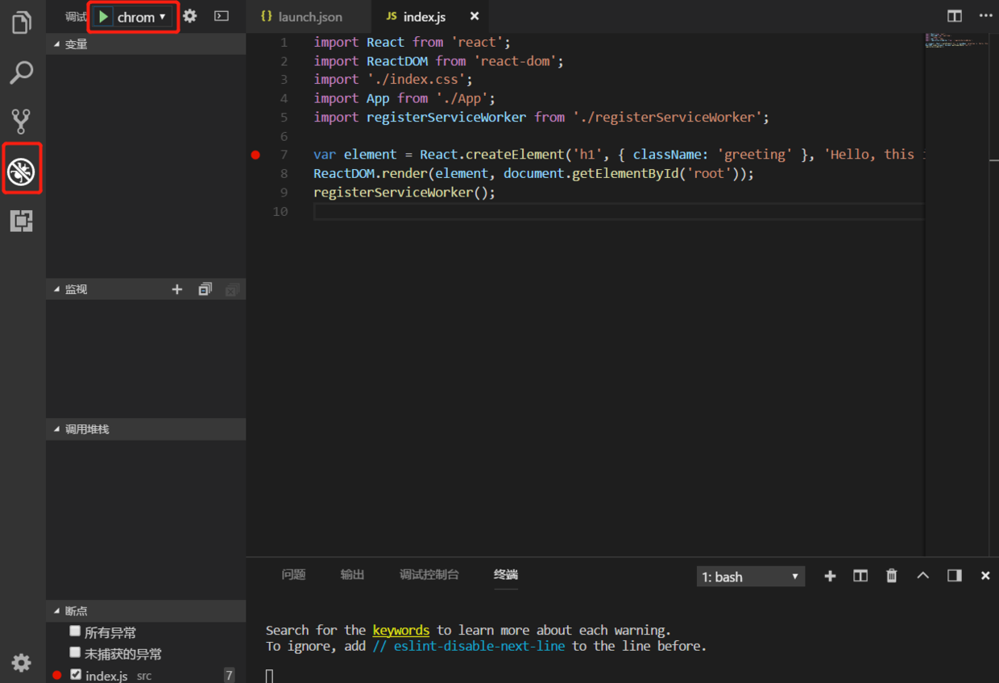 调试 chrom
{} launch.json
JS index.js
变量
监视
调用堆栈
断点
所有异常
未捕获的异常
index.js src 7
1 import React from 'react';
2 import ReactDOM from 'react-dom';
3 import './index.css';
4 import App from './App';
5 import registerServiceWorker from './registerServiceWorker';
6
7 var element = React.createElement('h1', { className: 'greeting' }, 'Hello, this
8 ReactDOM.render(element, document.getElementById('root'));
9 registerServiceWorker();
10
问题 输出 调试控制台 终端 1: bash
Search for the keywords to learn more about each warning.
To ignore, add // eslint-disable-next-line to the line before.